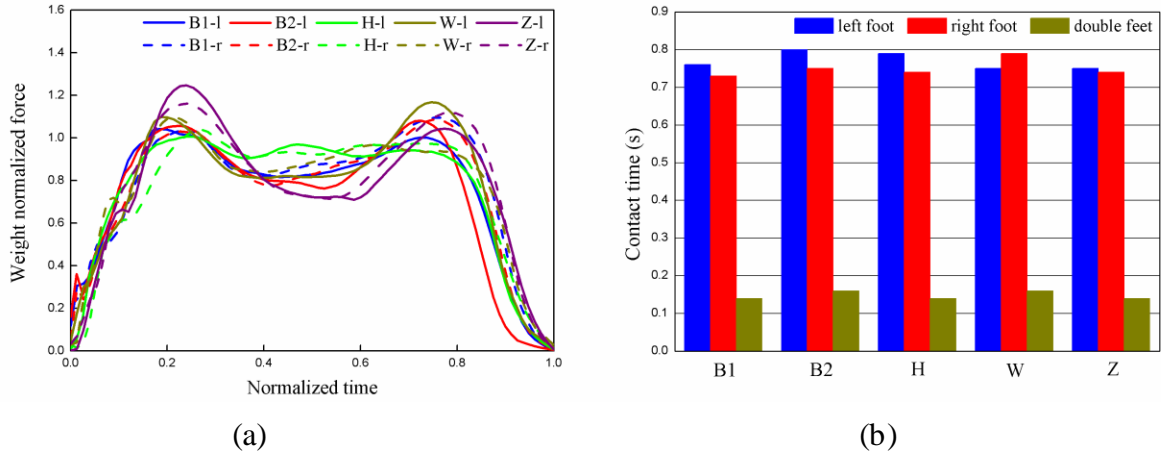 B1-l B2-l H-l W-l Z-l
B1-r B2-r H-r W-r Z-r
Weight normalized force
1.6
1.4
1.2
1.0
0.8
0.6
0.4
0.2
0.0
0.0 0.2 0.4 0.6 0.8 1.0
Normalized time
(a)
left foot right foot double feet
Contact time (s)
0.9
0.8
0.7
0.6
0.5
0.4
0.3
0.2
0.1
0.0
B1 B2 H W Z
(b)